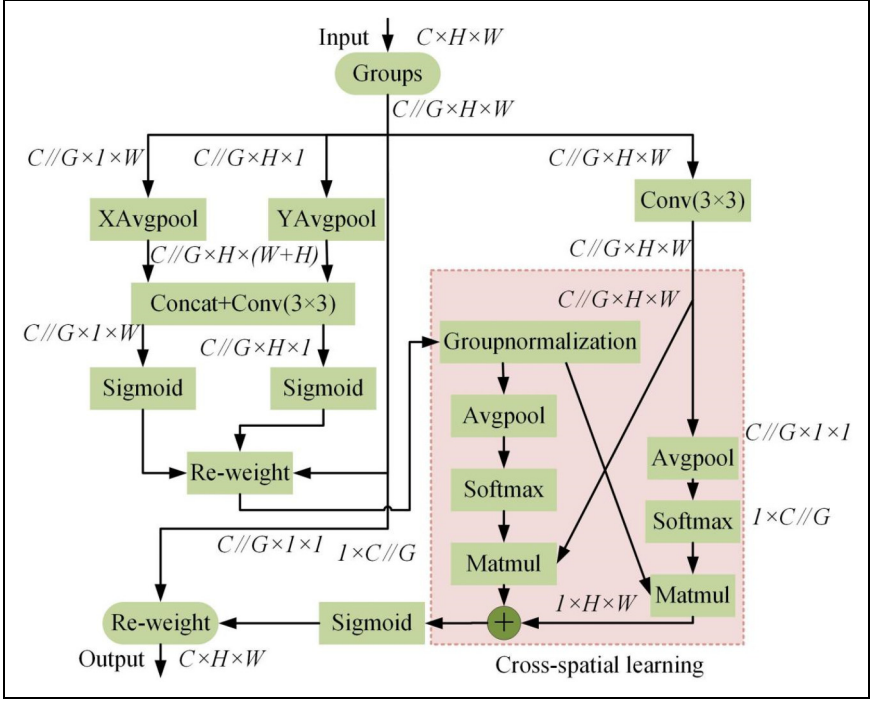 Input C×H×W
Groups
C//G×H×W
C//G×1×W
C//G×H×1
C//G×H×W
XAvgpool
YAvgpool
Conv(3×3)
C//G×H×(W+H)
C//G×H×W
Concat+Conv(3×3)
C//G×H×W
C//G×1×W
C//G×H×1
Groupnormalization
Sigmoid
Sigmoid
Avgpool
C//G×1×1
Avgpool
Re-weight
Softmax
Softmax
1×C//G
C//G×1×1
1×C//G
Matmul
Matmul
1×H×W
Re-weight
Sigmoid
+
Output C×H×W
Cross-spatial learning